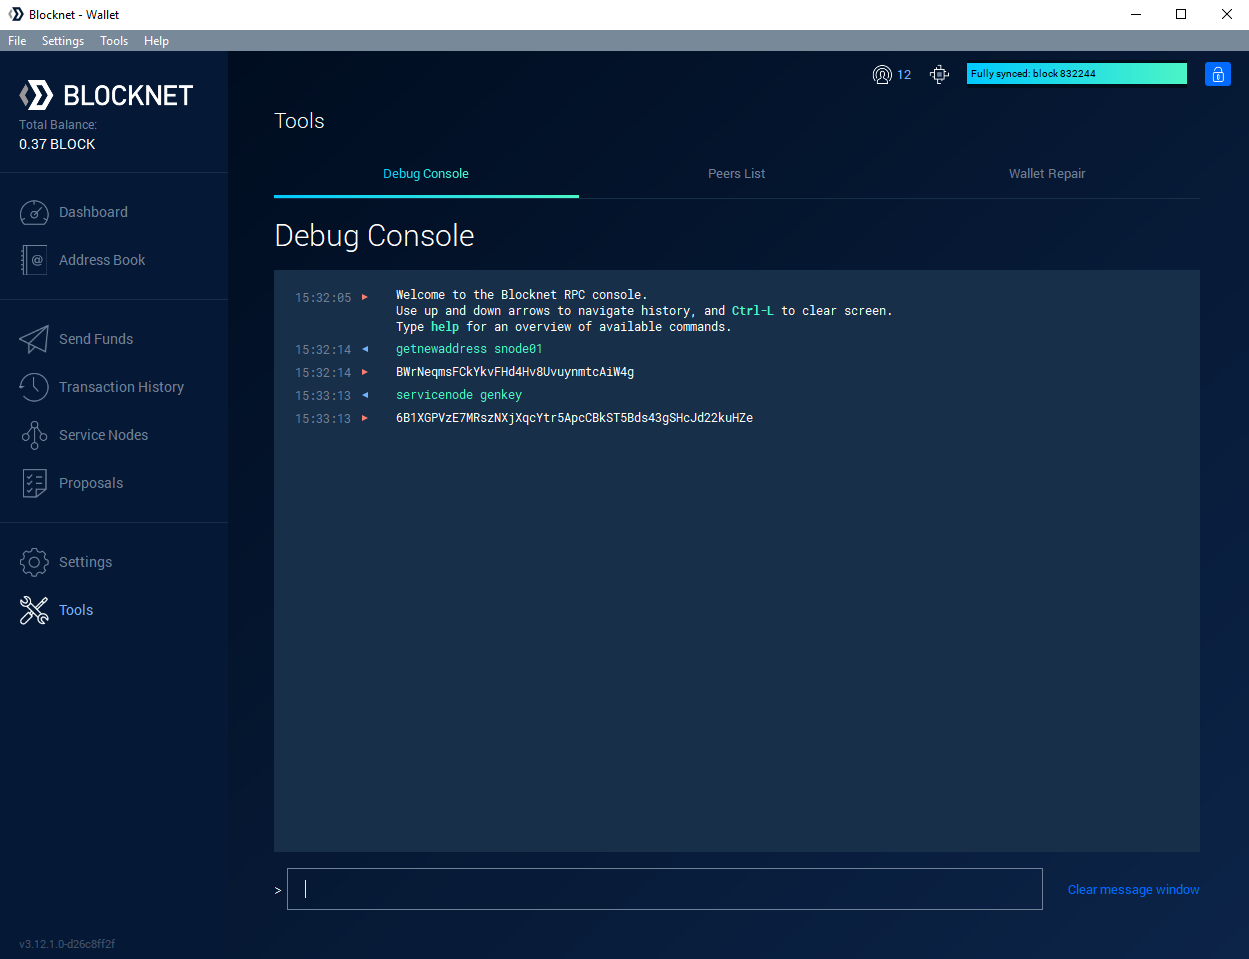 Blocknet - Wallet
File Settings Tools Help
BLOCKNET
Total Balance:
0.37 BLOCK
Dashboard
Address Book
Send Funds
Transaction History
Service Nodes
Proposals
Settings
Tools
v3.12.1.0-d26c8ff2f
12
Fully synced: block 832244
Tools
Debug Console Peers List Wallet Repair
Debug Console
15:32:05 Welcome to the Blocknet RPC console.
Use up and down arrows to navigate history, and Ctrl-L to clear screen.
Type help for an overview of available commands.
15:32:14 getnewaddress snode01
15:32:14 BWrNeqmsFCkYkvFHd4Hv8UvuynmtcAiW4g
15:33:13 servicenode genkey
15:33:13 6B1XGPVzE7MRszNXjXqcYtr5ApcCBkST5Bds43gSHcJd22kuHZe
>
Clear message window